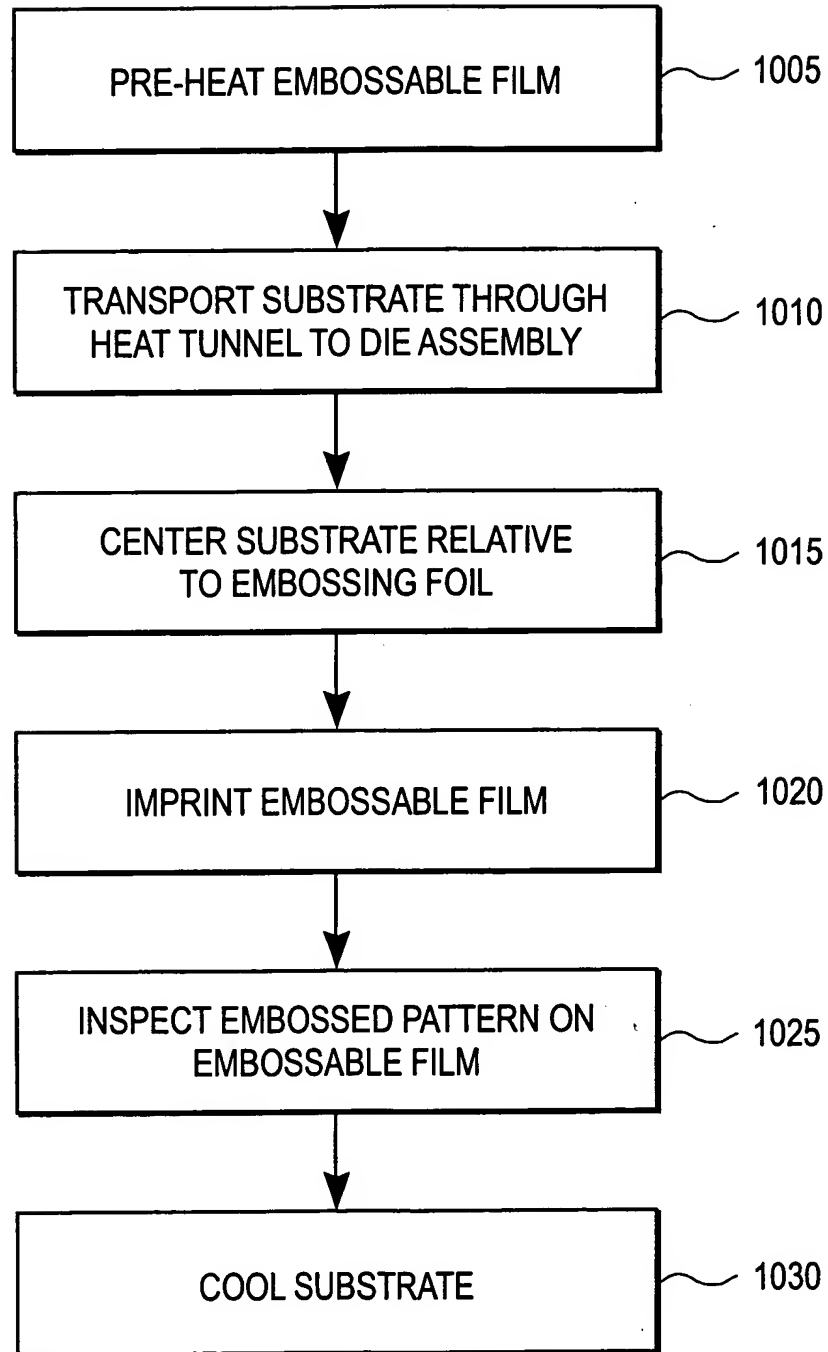 PRE-HEAT EMBOSSABLE FILM
1005
TRANSPORT SUBSTRATE THROUGH
HEAT TUNNEL TO DIE ASSEMBLY
1010
CENTER SUBSTRATE RELATIVE
TO EMBOSSING FOIL
1015
IMPRINT EMBOSSABLE FILM
1020
INSPECT EMBOSSED PATTERN ON
EMBOSSABLE FILM
1025
COOL SUBSTRATE
1030